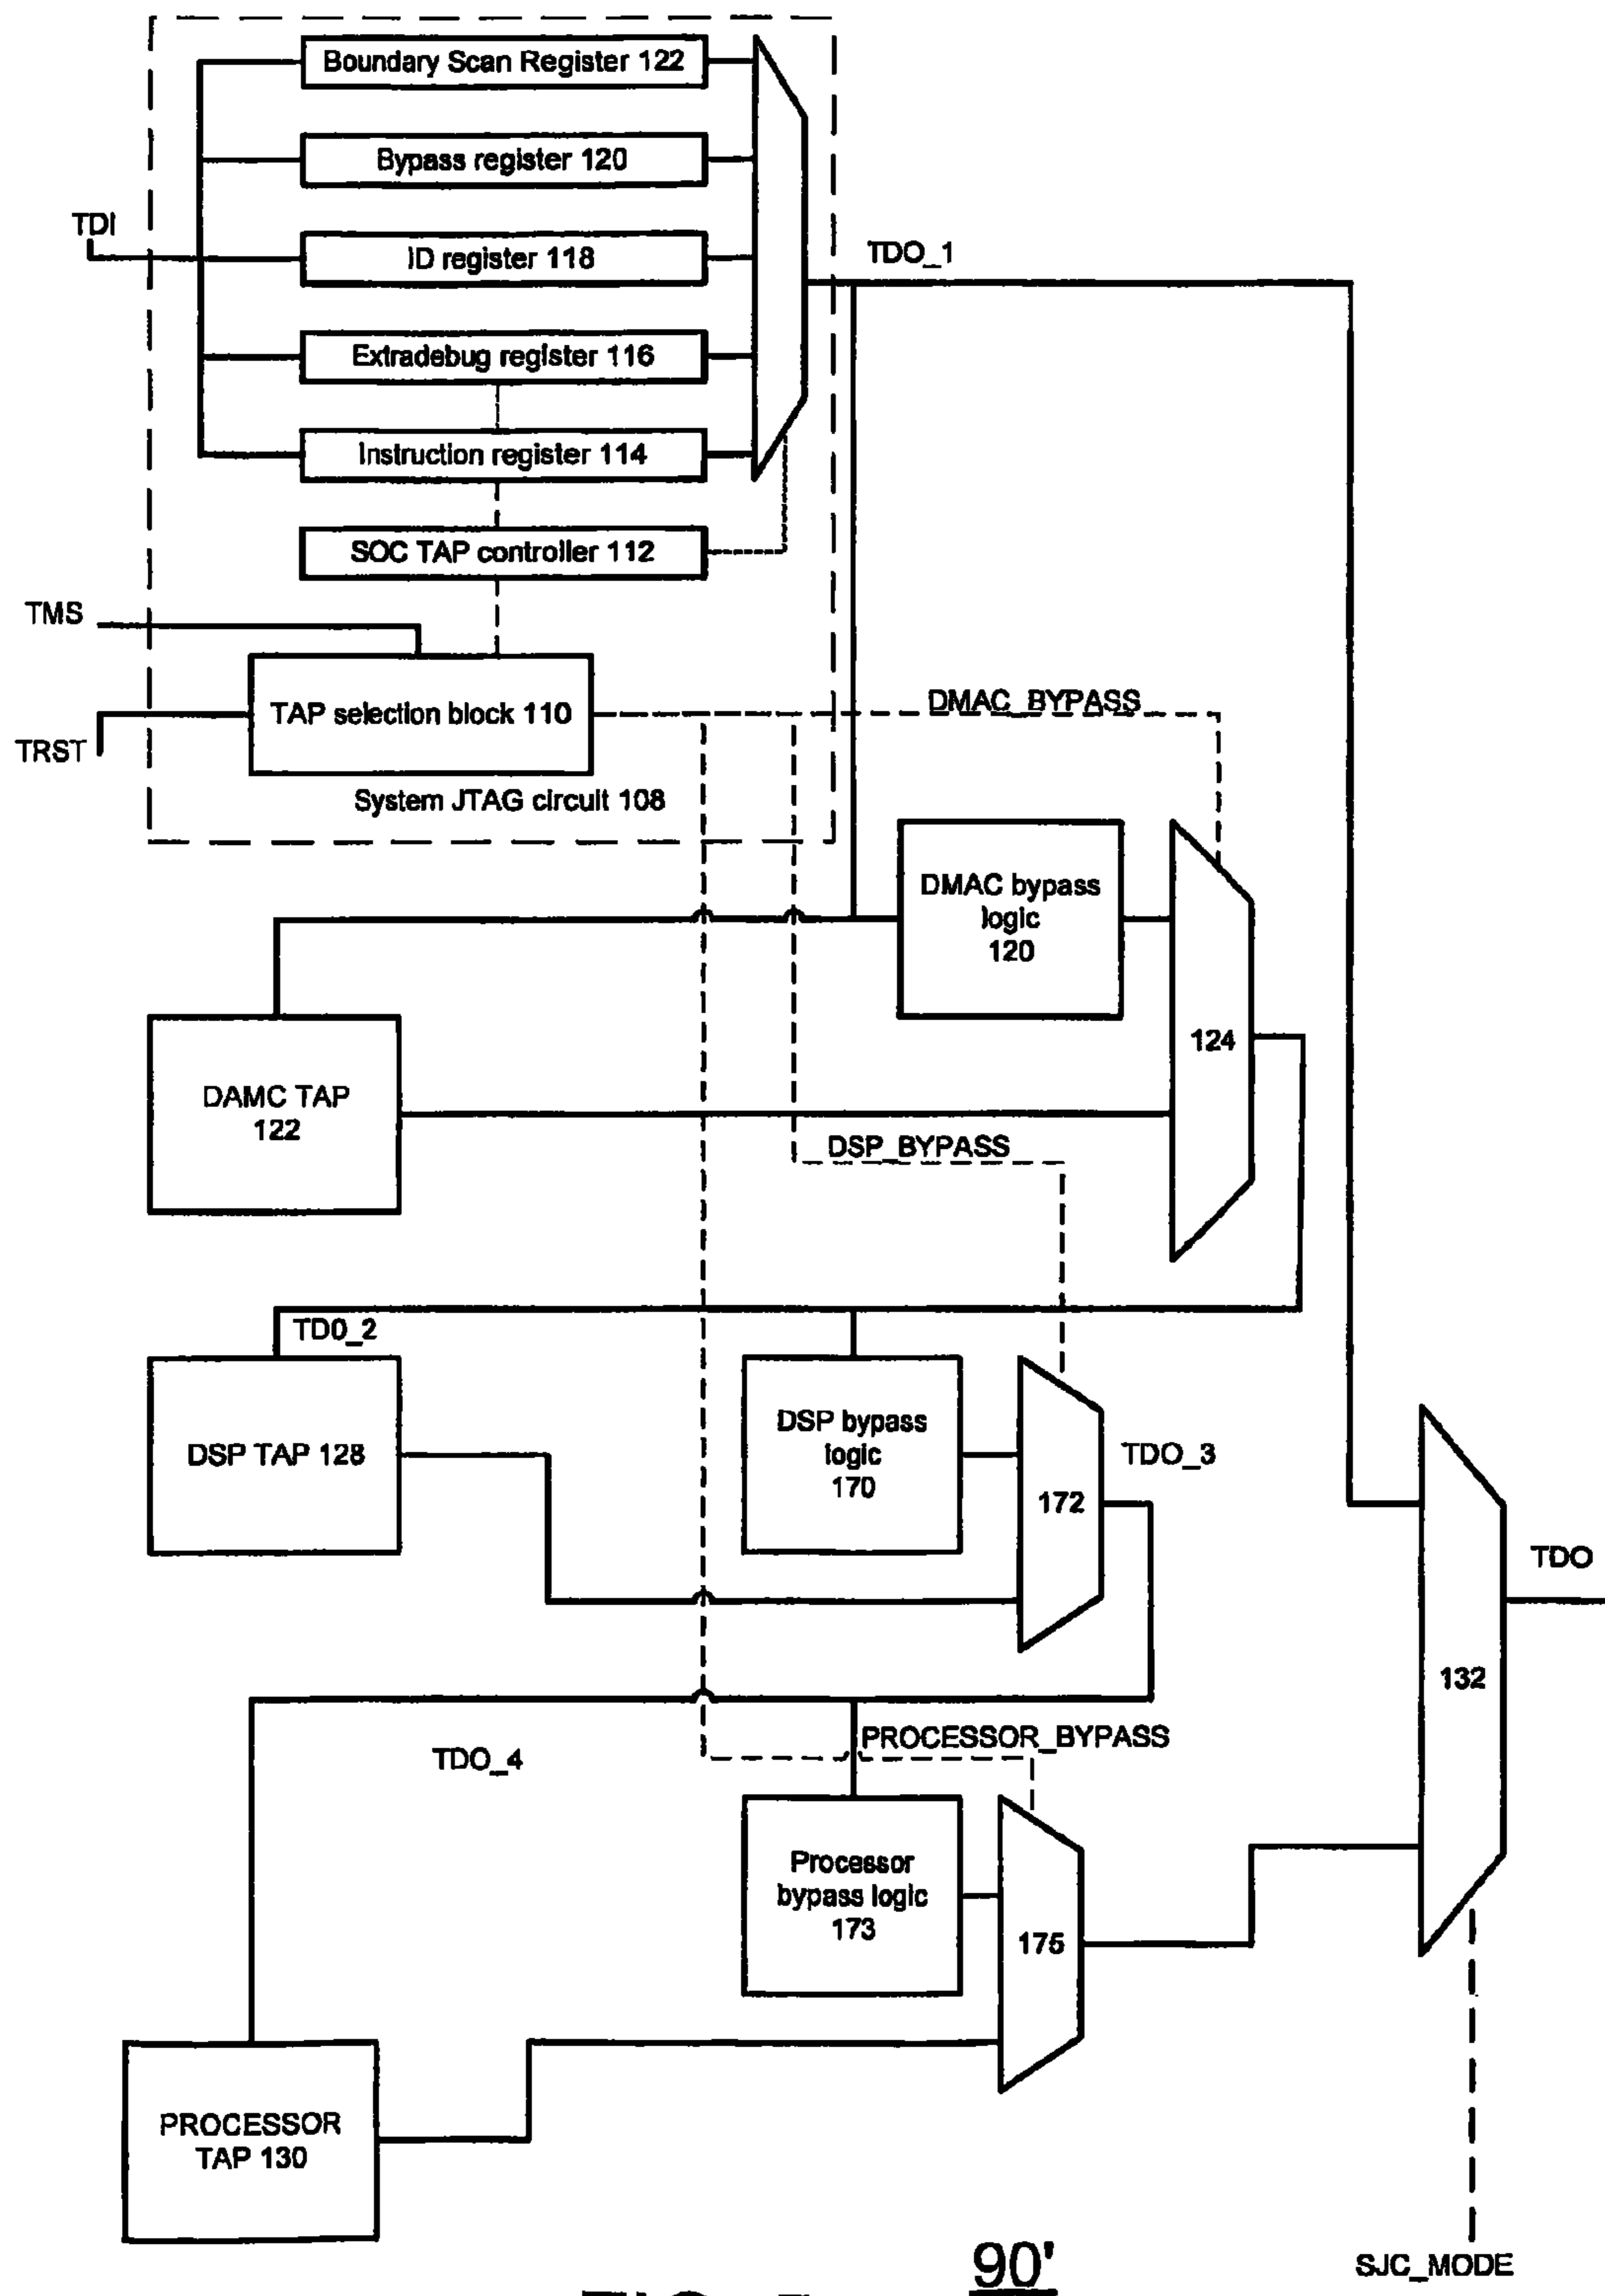 Boundary Scan Register 122
Bypass register 120
TDI
ID register 118
TDO_1
Extradebug register 116
Instruction register 114
SOC TAP controller 112
TMS
TAP selection block 110
DMAC_BYPASS
TRST
System JTAG circuit 108
DMAC bypass
logic
120
124
DAMC TAP
122
DSP_BYPASS
TD0_2
DSP TAP 128
DSP bypass
logic
170
172
TDO_3
TDO
132
PROCESSOR_BYPASS
TDO_4
Processor
bypass logic
173
175
PROCESSOR
TAP 130
90'
SJC_MODE